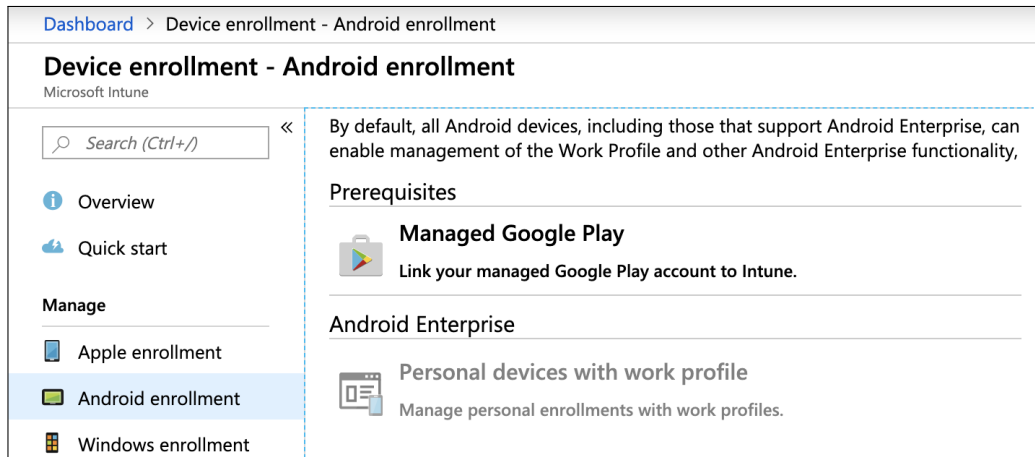 Dashboard > Device enrollment - Android enrollment
Device enrollment - Android enrollment
Microsoft Intune
Search (Ctrl+/)
«
Overview
Quick start
Manage
Apple enrollment
Android enrollment
Windows enrollment
By default, all Android devices, including those that support Android Enterprise, can
enable management of the Work Profile and other Android Enterprise functionality,
Prerequisites
Managed Google Play
Link your managed Google Play account to Intune.
Android Enterprise
Personal devices with work profile
Manage personal enrollments with work profiles.